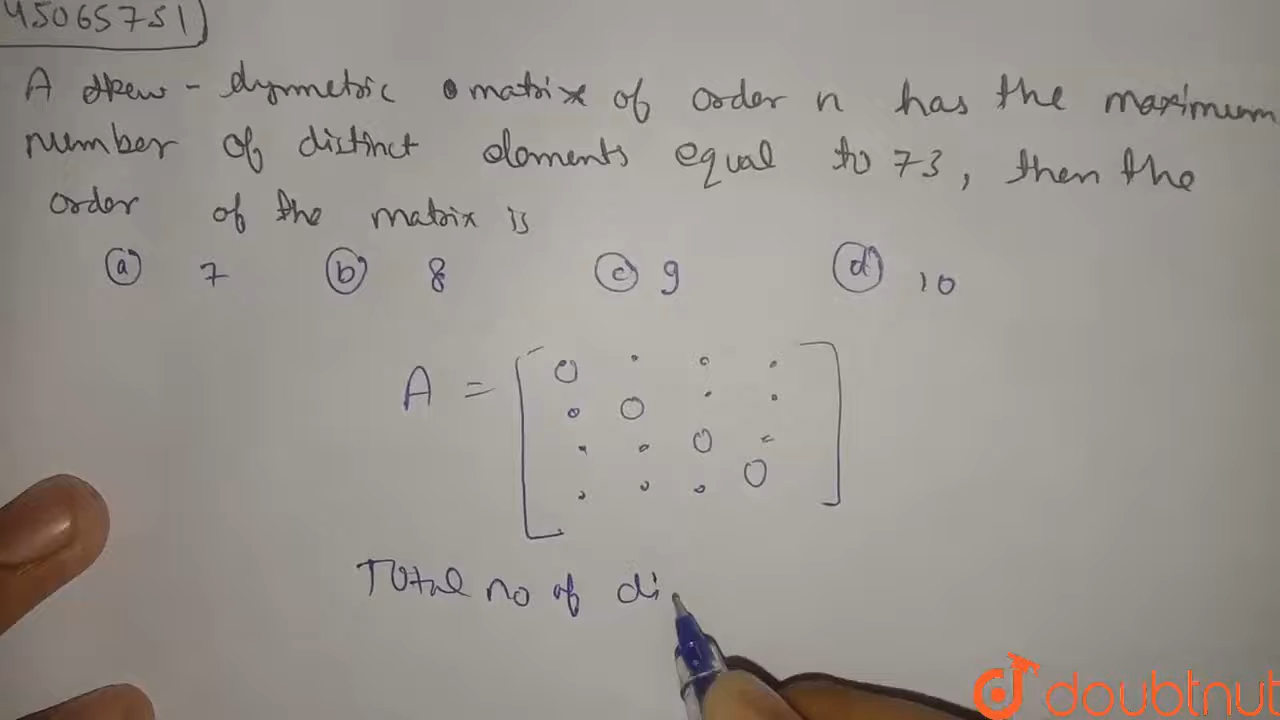 45065751
A skew-symmetric matrix of order n has the maximum
number of distinct elements equal to 73, then the
order of the matrix is
(a) 7 (b) 8 (c) 9 (d) 10
A = [ 0 . . .
. 0 . .
. . 0 .
. . . 0 ]
Total no of di
doubtnut